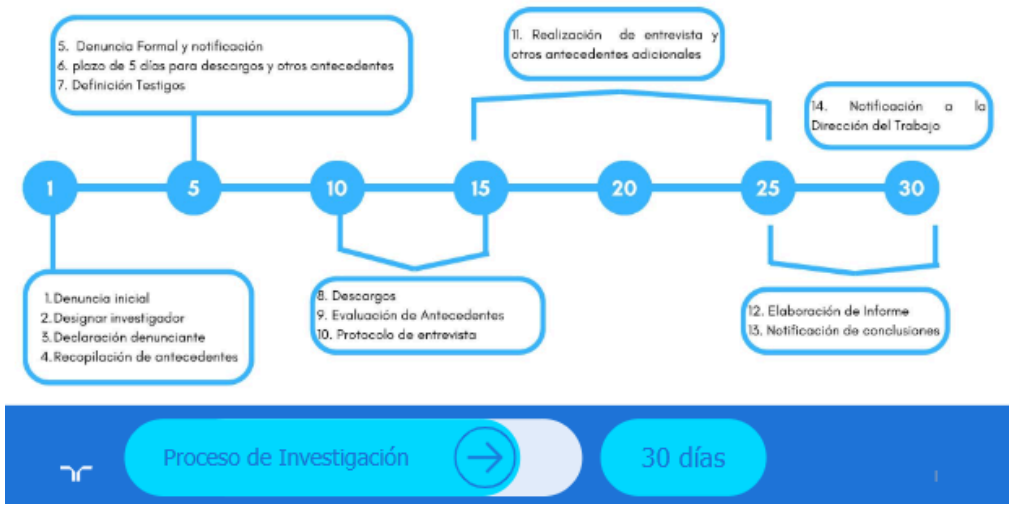 5. Denuncia Formal y notificación
6. plazo de 5 días para descargos y otros antecedentes
7. Definición Testigos
11. Realización de entrevista y
otros antecedentes adicionales
14. Notificación a la
Dirección del Trabajo
1 5 10 15 20 25 30
1. Denuncia inicial
2. Designar investigador
3. Declaración denunciante
4. Recopilación de antecedentes
8. Descargos
9. Evaluación de Antecedentes
10. Protocolo de entrevista
12. Elaboración de Informe
13. Notificación de conclusiones
Proceso de Investigación
30 días